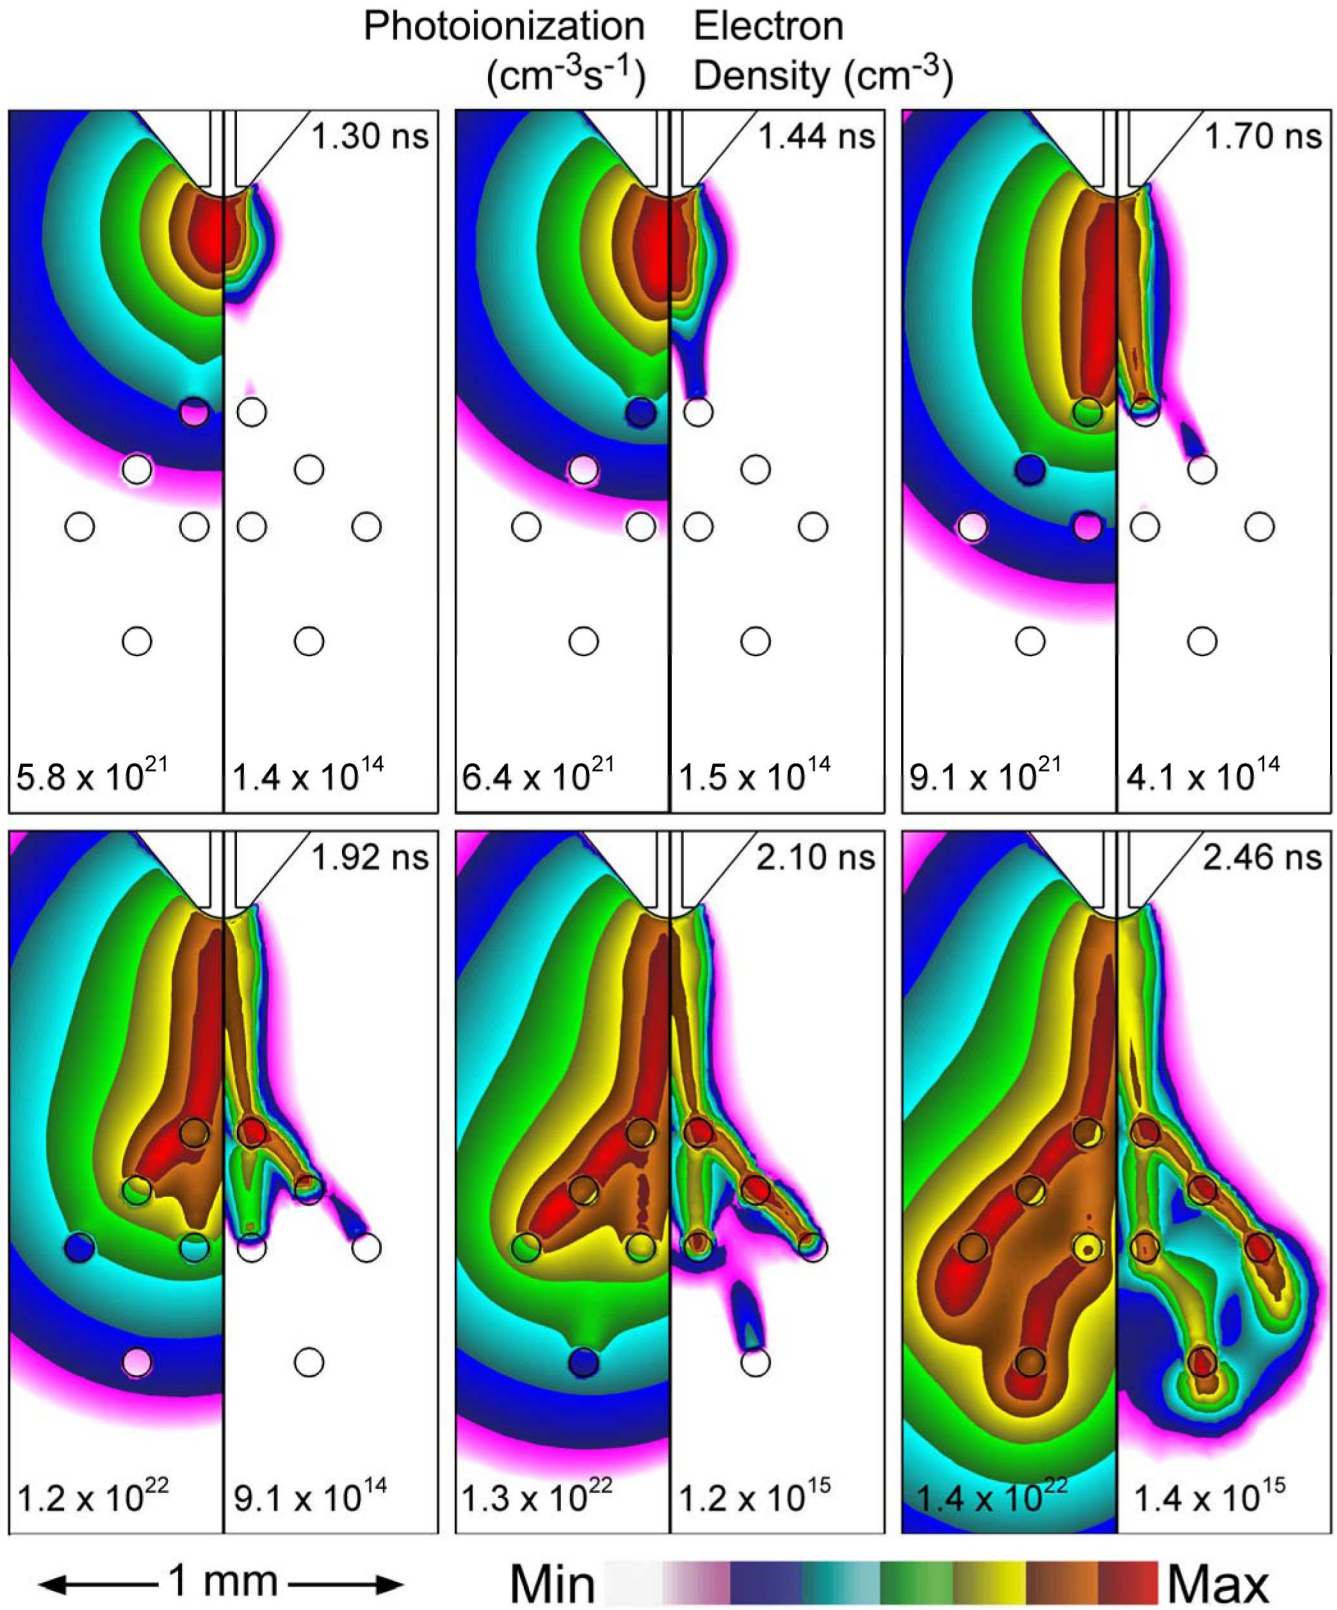 Photoionization Electron
(cm⁻³s⁻¹) Density (cm⁻³)
1.30 ns 1.44 ns 1.70 ns
5.8 x 10²¹ 1.4 x 10¹⁴ 6.4 x 10²¹ 1.5 x 10¹⁴ 9.1 x 10²¹ 4.1 x 10¹⁴
1.92 ns 2.10 ns 2.46 ns
1.2 x 10²² 9.1 x 10¹⁴ 1.3 x 10²² 1.2 x 10¹⁵ 1.4 x 10²² 1.4 x 10¹⁵
1 mm Min Max